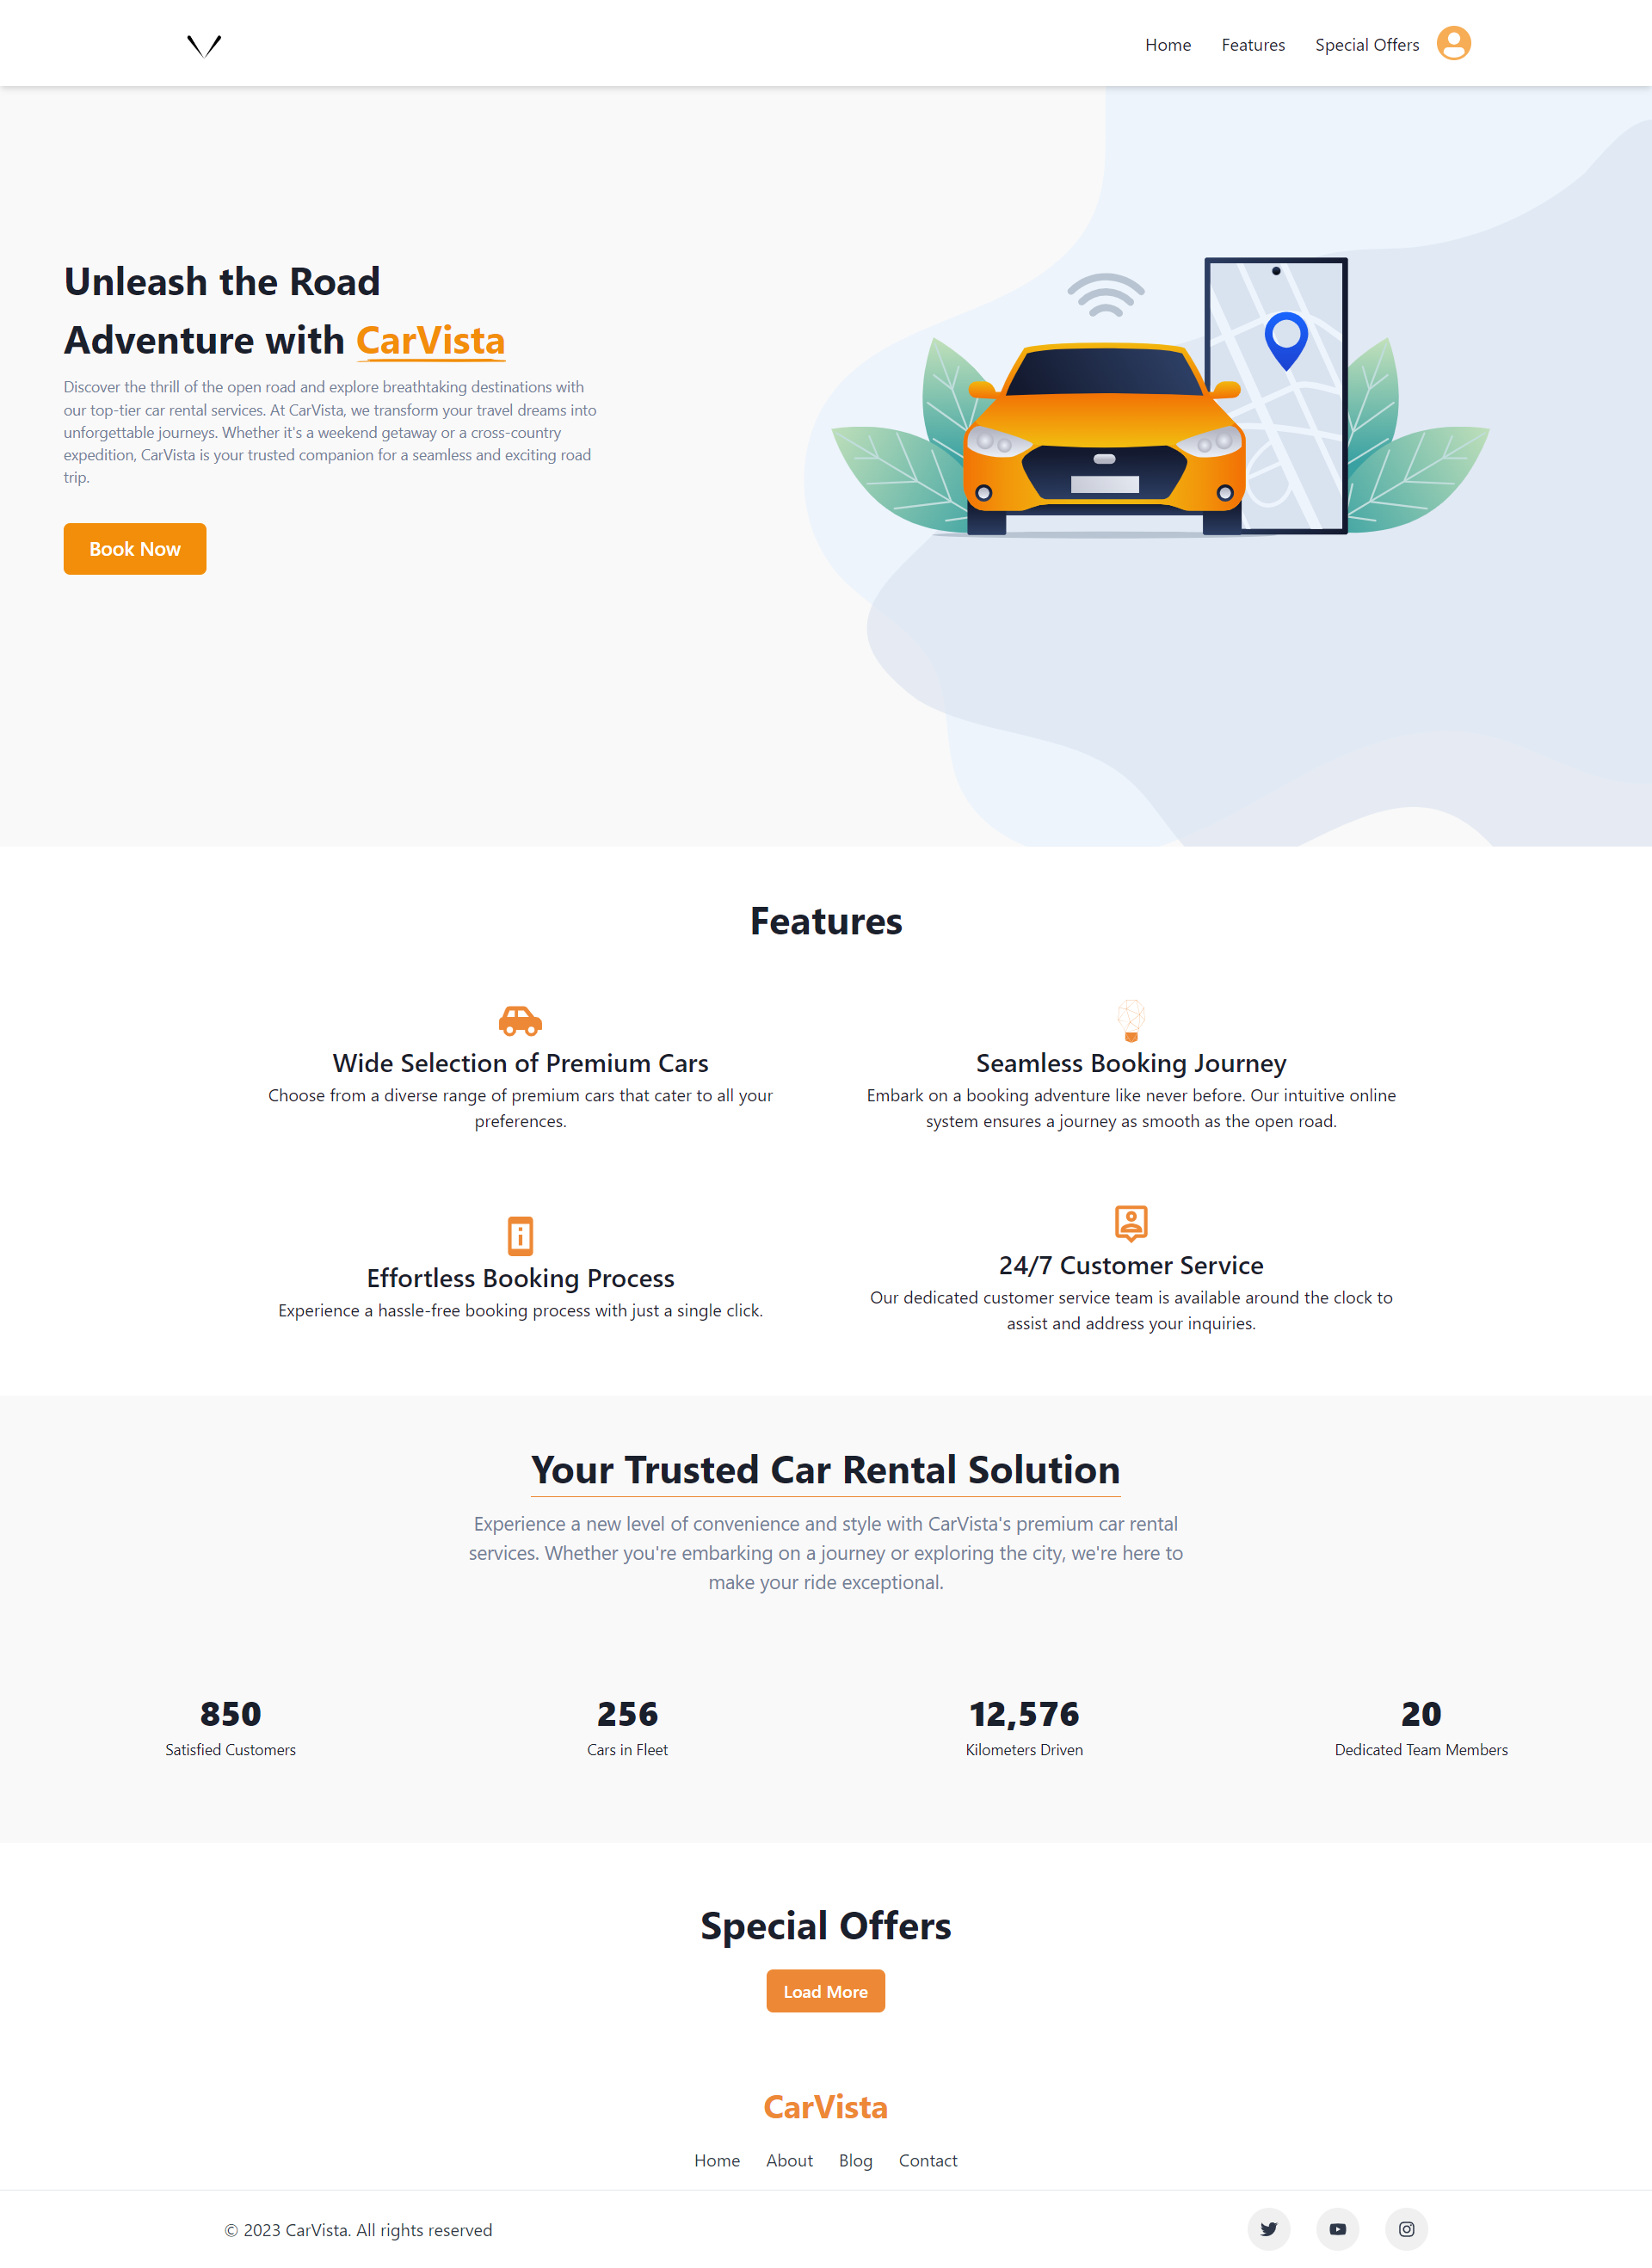 Home Features Special Offers
Unleash the Road
Adventure with CarVista
Discover the thrill of the open road and explore breathtaking destinations with
our top-tier car rental services. At CarVista, we transform your travel dreams into
unforgettable journeys. Whether it's a weekend getaway or a cross-country
expedition, CarVista is your trusted companion for a seamless and exciting road
trip.
Book Now
Features
Wide Selection of Premium Cars
Choose from a diverse range of premium cars that cater to all your
preferences.
Seamless Booking Journey
Embark on a booking adventure like never before. Our intuitive online
system ensures a journey as smooth as the open road.
Effortless Booking Process
Experience a hassle-free booking process with just a single click.
24/7 Customer Service
Our dedicated customer service team is available around the clock to
assist and address your inquiries.
Your Trusted Car Rental Solution
Experience a new level of convenience and style with CarVista's premium car rental
services. Whether you're embarking on a journey or exploring the city, we're here to
make your ride exceptional.
850
Satisfied Customers
256
Cars in Fleet
12,576
Kilometers Driven
20
Dedicated Team Members
Special Offers
Load More
CarVista
Home About Blog Contact
© 2023 CarVista. All rights reserved